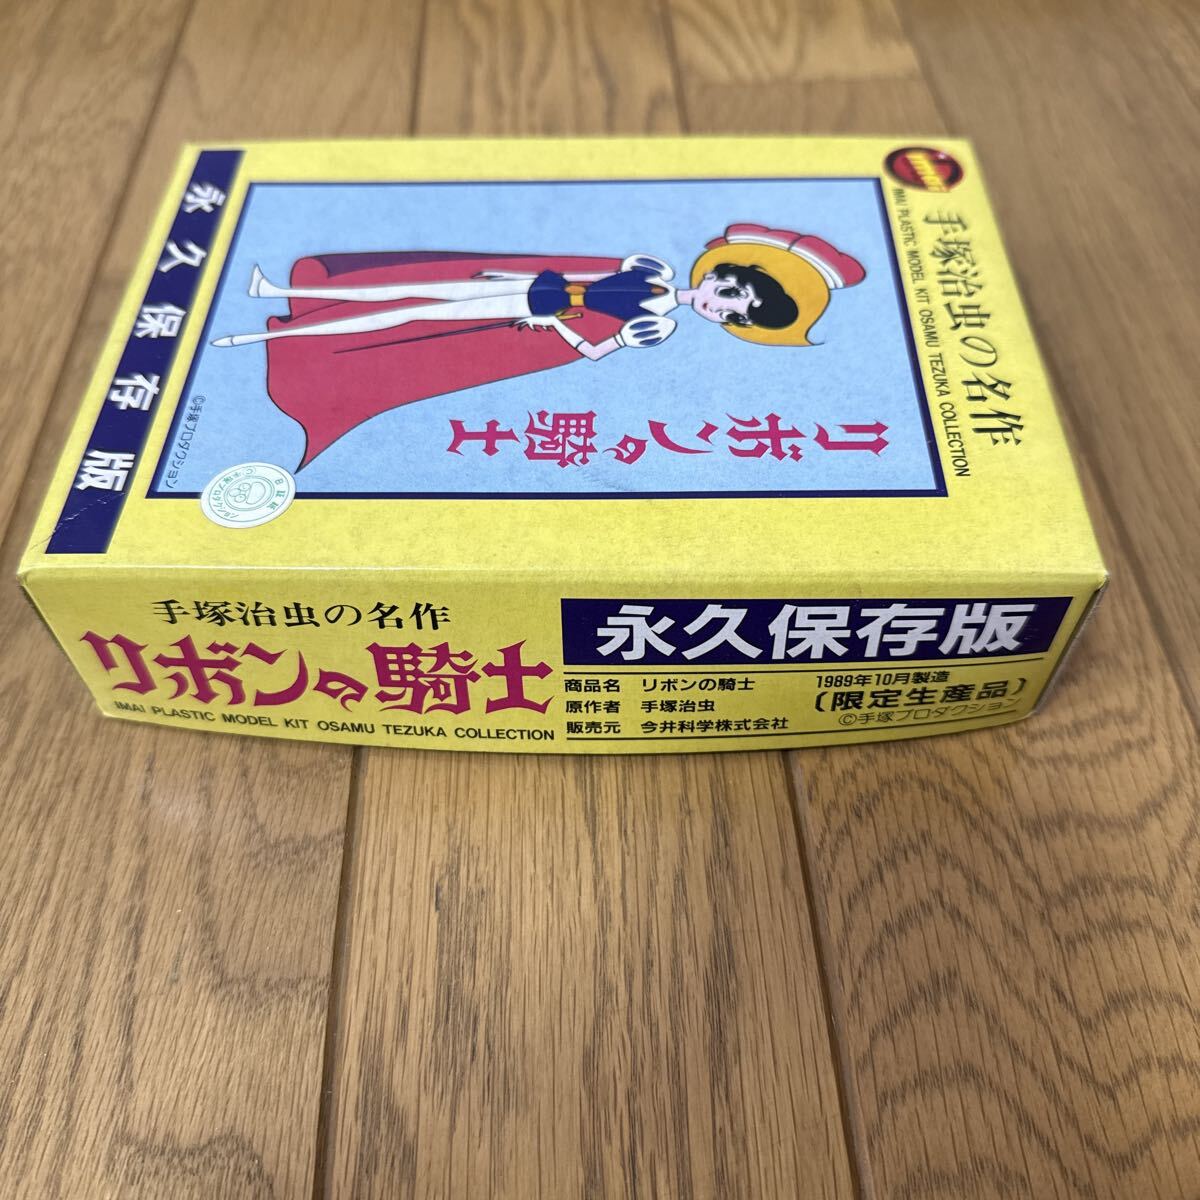 IMAI
手塚治虫の名作
IMAI PLASTIC MODEL KIT OSAMU TEZUKA COLLECTION
リボンの騎士
©手塚プロダクション
永久保存版
手塚治虫の名作
リボンの騎士
IMAI PLASTIC MODEL KIT OSAMU TEZUKA COLLECTION
永久保存版
商品名 リボンの騎士
原作者 手塚治虫
販売元 今井科学株式会社
1989年10月製造
〔限定生産品〕
©手塚プロダクション